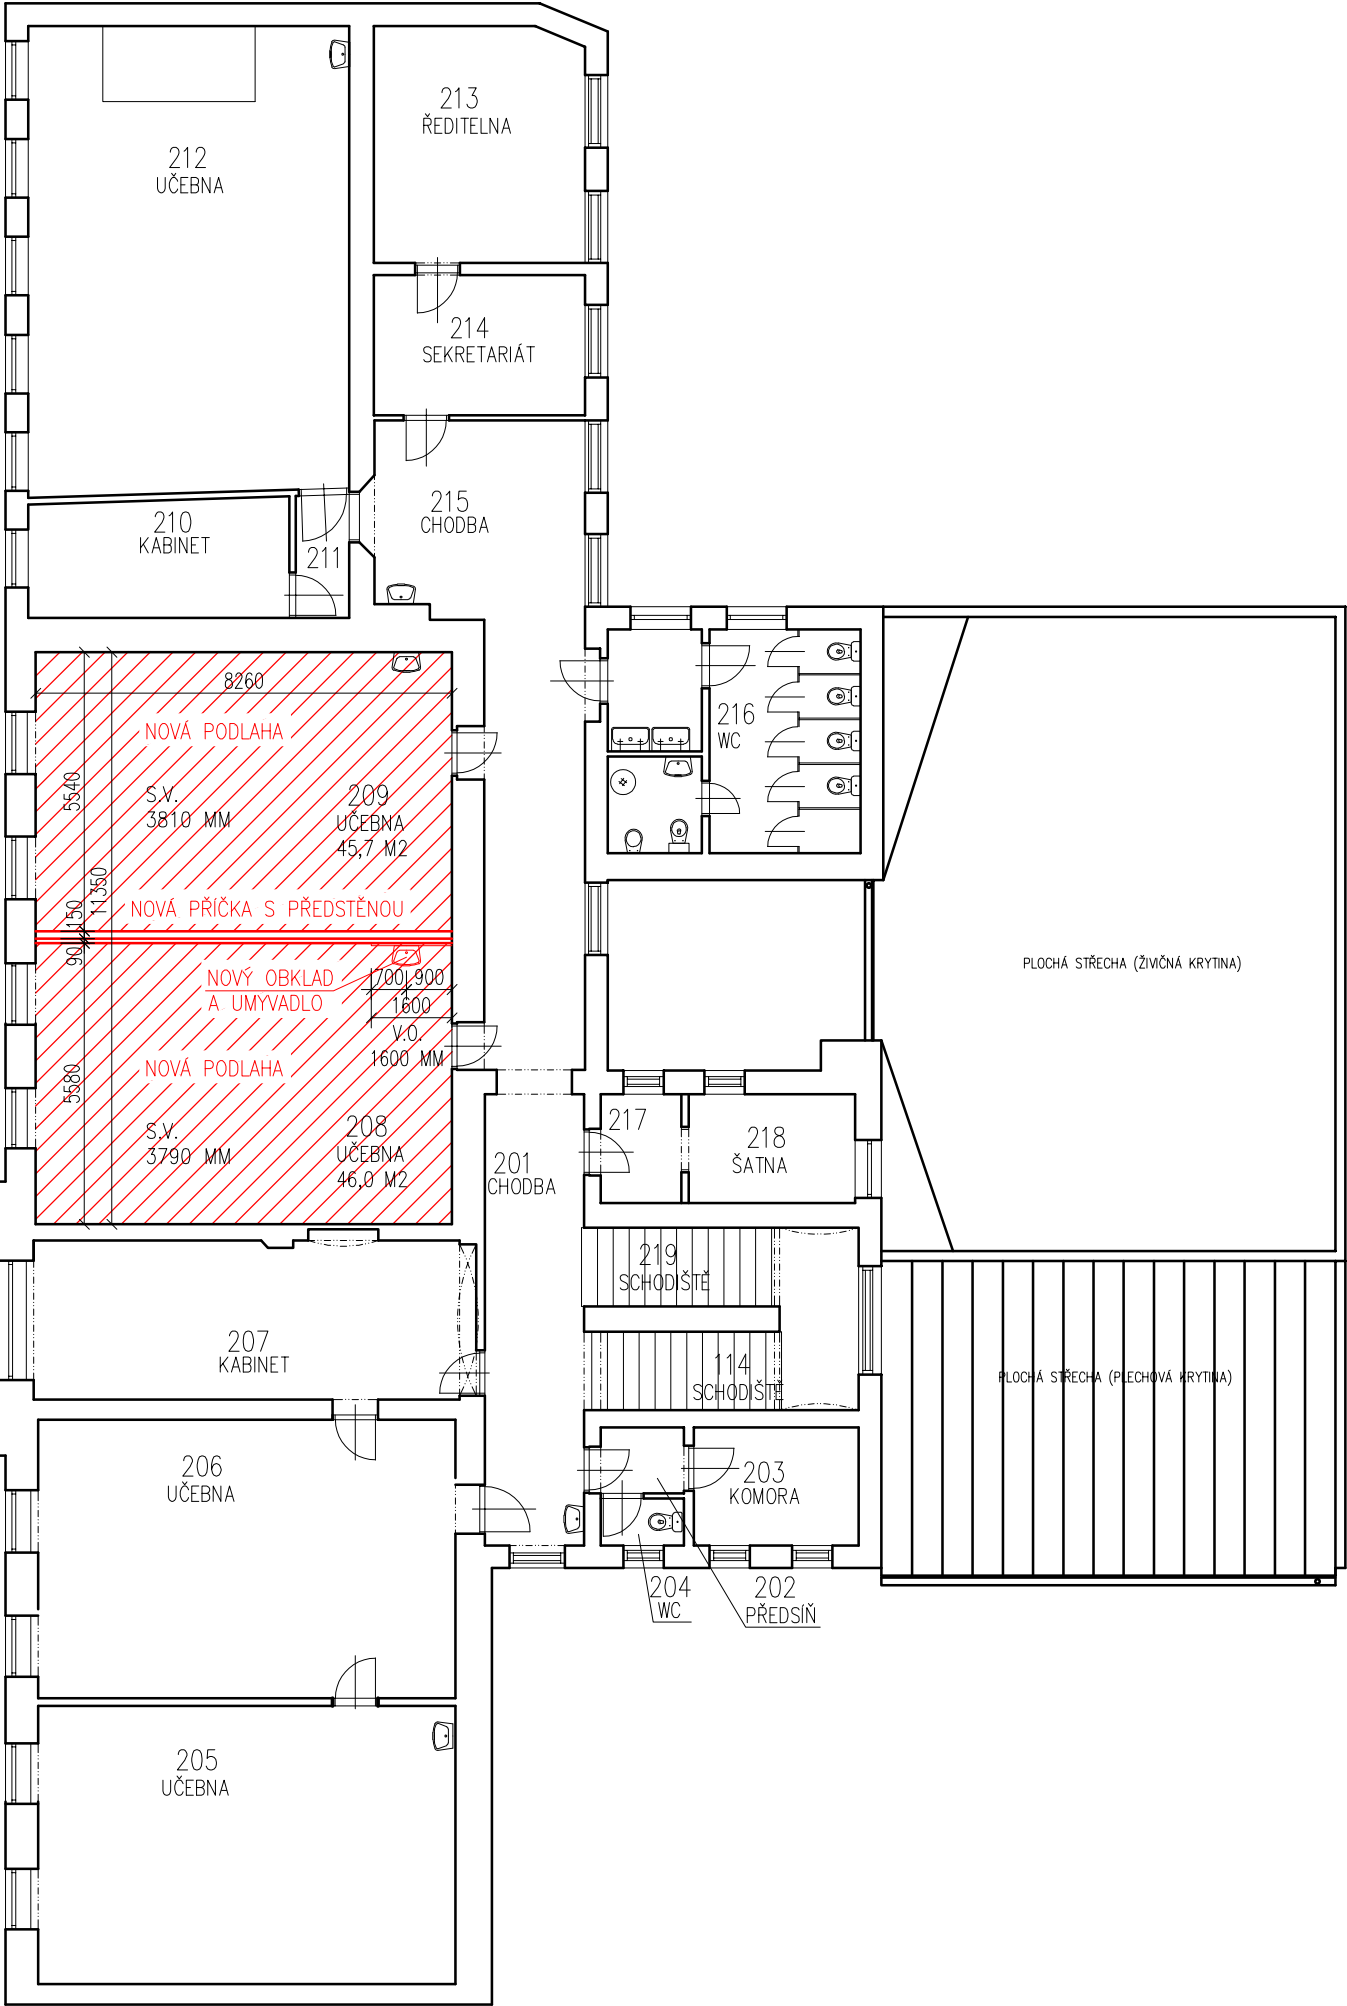 213
ŘEDITELNA
212
UČEBNA
214
SEKRETARIÁT
215
CHODBA
210
KABINET
211
8260
NOVÁ PODLAHA
S.V.
3810 MM
209
UČEBNA
45,7 M2
5540
11350
150
90
NOVÁ PŘÍČKA S PŘEDSTĚNOU
216
WC
NOVÝ OBKLAD
A UMYVADLO
700 900
1600
V.O.
1600 MM
NOVÁ PODLAHA
5580
S.V.
3790 MM
208
UČEBNA
46,0 M2
PLOCHÁ STŘECHA (ŽIVIČNÁ KRYTINA)
217
218
ŠATNA
201
CHODBA
219
SCHODIŠTĚ
207
KABINET
114
SCHODIŠTĚ
PLOCHÁ STŘECHA (PLECHOVÁ KRYTINA)
206
UČEBNA
203
KOMORA
204
WC
202
PŘEDSÍŇ
205
UČEBNA